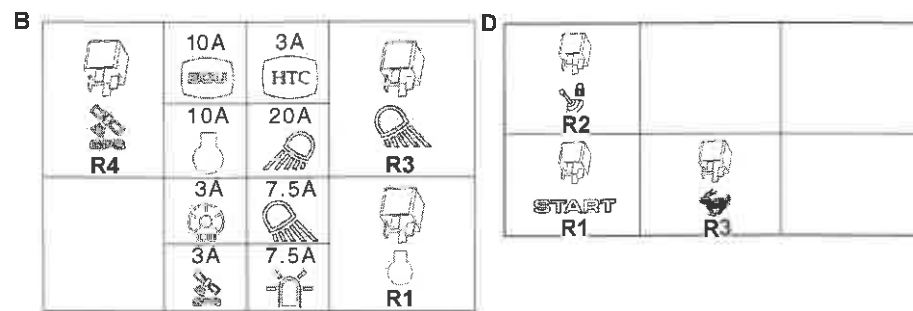 B
10A 3A
HTC
10A 20A
R4 R3
3A 7.5A
3A 7.5A
R1
D
R2
START
R1 R3